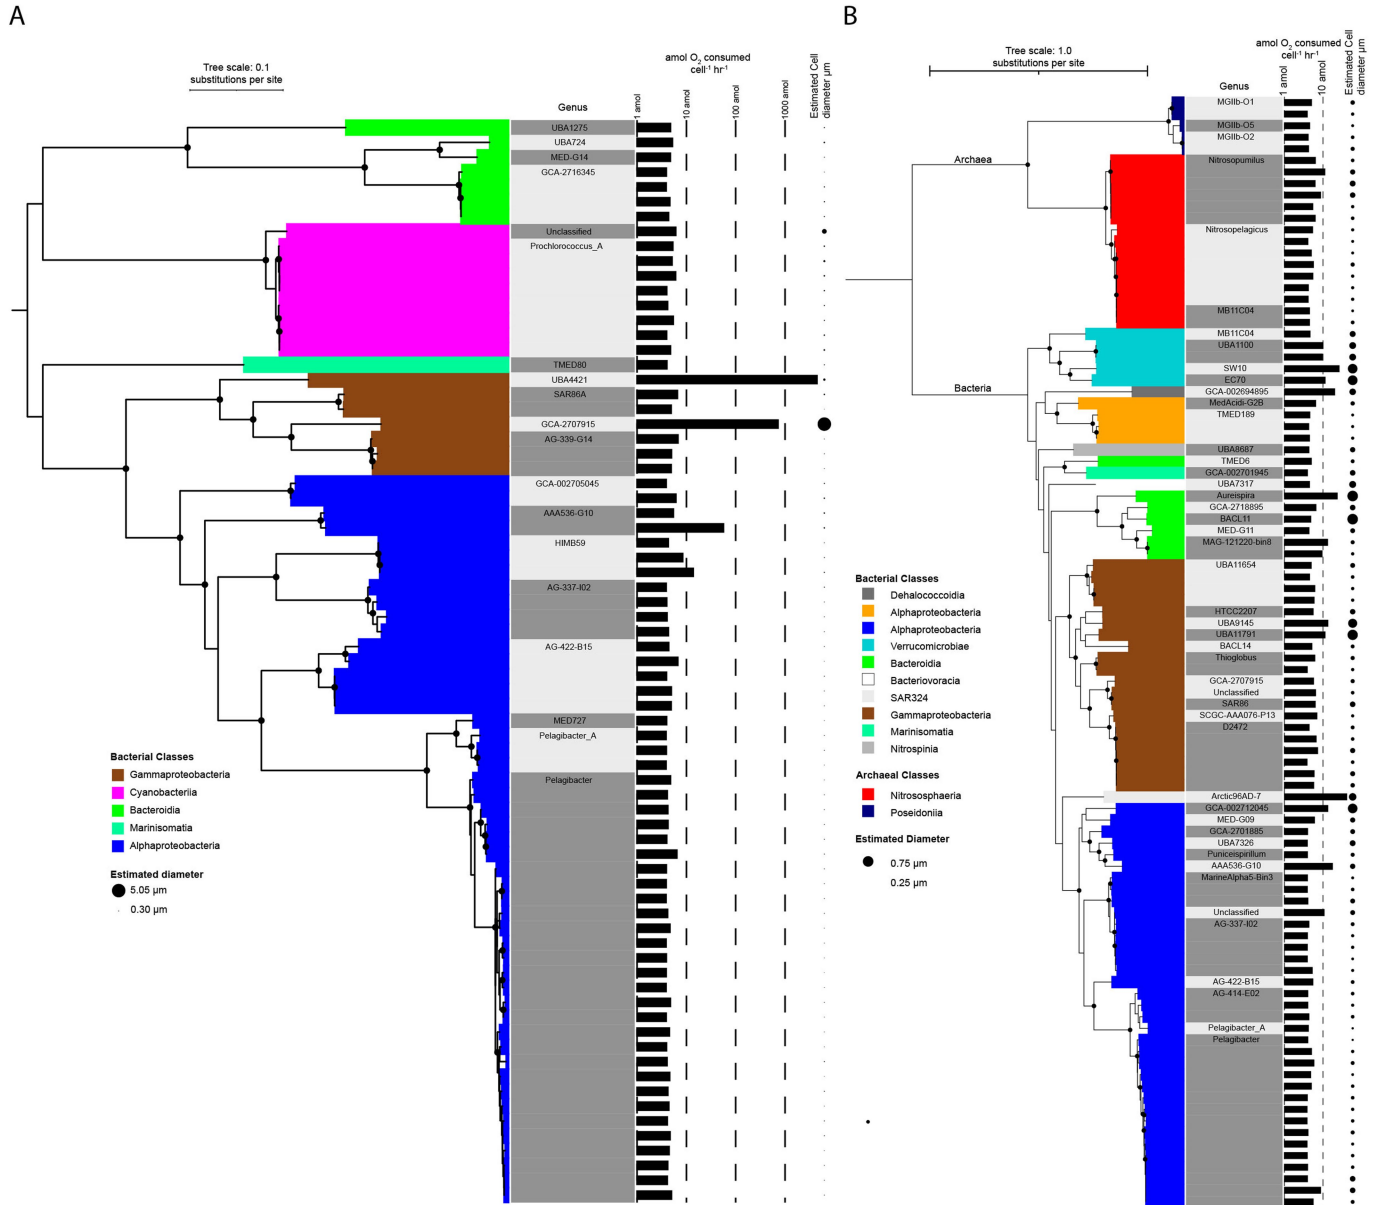 A
Tree scale: 0.1
substitutions per site
Genus
amol O2 consumed
cell-1 hr-1
1 amol
10 amol
100 amol
1000 amol
Estimated Cell
diameter µm
UBA1275
UBA724
MED-G14
GCA-2716345
Unclassified
Prochlorococcus_A
TMED80
UBA4421
SAR86A
GCA-2707915
AG-339-G14
GCA-002705045
AAA536-G10
HIMB59
AG-337-I02
AG-422-B15
MED727
Pelagibacter_A
Pelagibacter
Bacterial Classes
Gammaproteobacteria
Cyanobacteriia
Bacteroidia
Marinisomatia
Alphaproteobacteria
Estimated diameter
5.05 µm
0.30 µm
B
Tree scale: 1.0
substitutions per site
Genus
amol O2 consumed
cell-1 hr-1
1 amol
10 amol
Estimated Cell
diameter µm
Archaea
Bacteria
MGIIb-O1
MGIIb-O5
MGIIb-O2
Nitrosopumilus
Nitrosopelagicus
MB11C04
MB11C04
UBA1100
SW10
EC70
GCA-002694895
MedAcidi-G2B
TMED189
UBA8687
TMED6
GCA-002701945
UBA7317
Aureispira
GCA-2718895
BACL11
MED-G11
MAG-121220-bin8
UBA11654
HTCC2207
UBA9145
UBA11791
BACL14
Thioglobus
GCA-2707915
Unclassified
SAR86
SCGC-AAA076-P13
D2472
Arctic96AD-7
GCA-002712045
MED-G09
GCA-2701885
UBA7326
Puniceispirillum
AAA536-G10
MarineAlpha5-Bin3
Unclassified
AG-337-I02
AG-422-B15
AG-414-E02
Pelagibacter_A
Pelagibacter
Bacterial Classes
Dehalococcoidia
Alphaproteobacteria
Alphaproteobacteria
Verrucomicrobiae
Bacteroidia
Bacteriovoracia
SAR324
Gammaproteobacteria
Marinisomatia
Nitrospinia
Archaeal Classes
Nitrososphaeria
Poseidoniia
Estimated Diameter
0.75 µm
0.25 µm